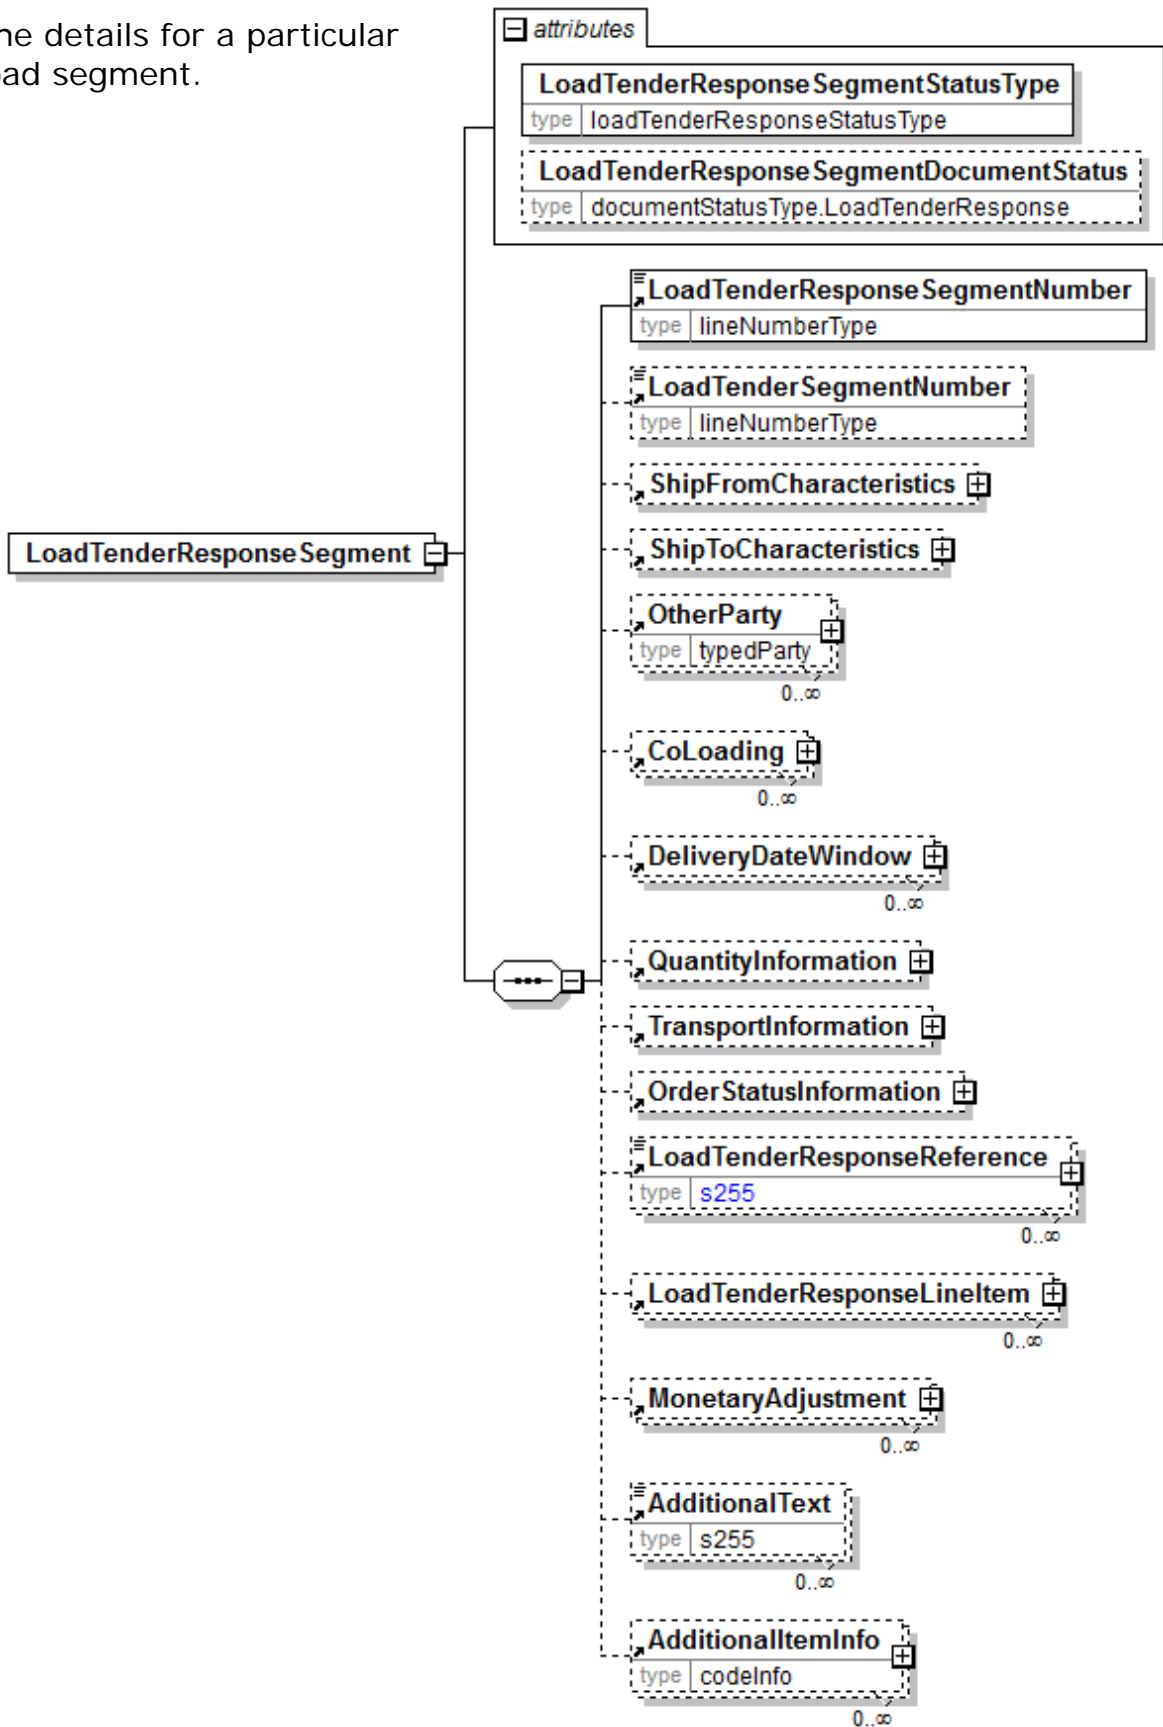 he details for a particular
oad segment.
attributes
LoadTenderResponseSegmentStatusType
type loadTenderResponseStatusType
LoadTenderResponseSegmentDocumentStatus
type documentStatusType.LoadTenderResponse
LoadTenderResponseSegmentNumber
type lineNumberType
LoadTenderSegmentNumber
type lineNumberType
ShipFromCharacteristics
LoadTenderResponseSegment
ShipToCharacteristics
OtherParty
type typedParty
0..∞
CoLoading
0..∞
DeliveryDateWindow
0..∞
QuantityInformation
TransportInformation
OrderStatusInformation
LoadTenderResponseReference
type s255
0..∞
LoadTenderResponseLineItem
0..∞
MonetaryAdjustment
0..∞
AdditionalText
type s255
0..∞
AdditionalItemInfo
type codeInfo
0..∞